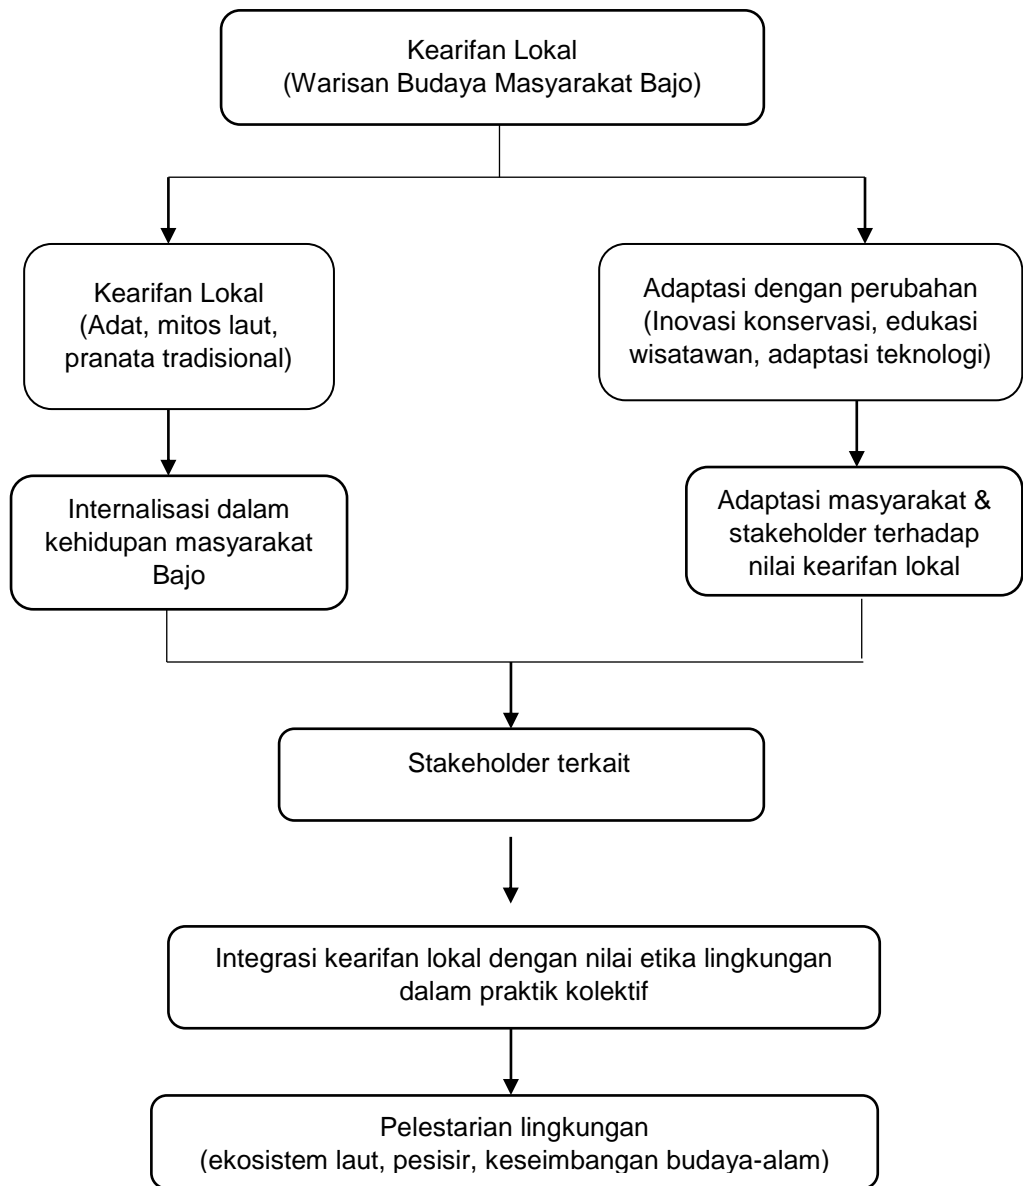 Kearifan Lokal
(Warisan Budaya Masyarakat Bajo)
Kearifan Lokal
(Adat, mitos laut,
pranata tradisional)
Adaptasi dengan perubahan
(Inovasi konservasi, edukasi
wisatawan, adaptasi teknologi)
Internalisasi dalam
kehidupan masyarakat
Bajo
Adaptasi masyarakat &
stakeholder terhadap
nilai kearifan lokal
Stakeholder terkait
Integrasi kearifan lokal dengan nilai etika lingkungan
dalam praktik kolektif
Pelestarian lingkungan
(ekosistem laut, pesisir, keseimbangan budaya-alam)